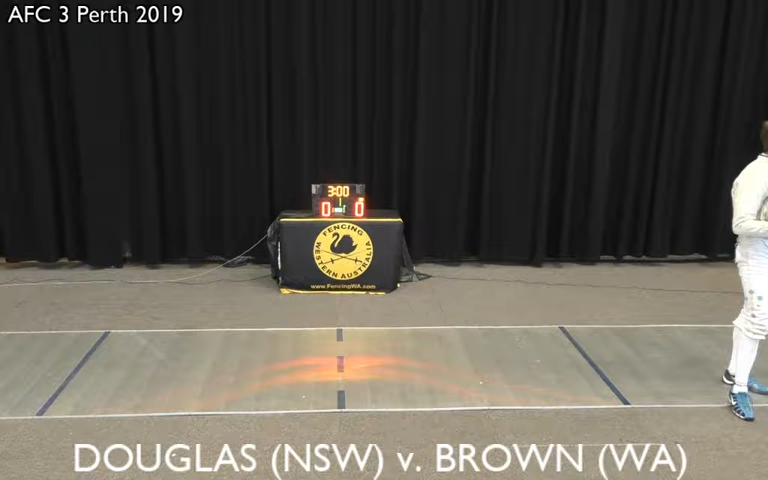 AFC 3 Perth 2019
3:00
0 0
FENCING
WESTERN AUSTRALIA
www.FencingWA.com
DOUGLAS (NSW) v. BROWN (WA)